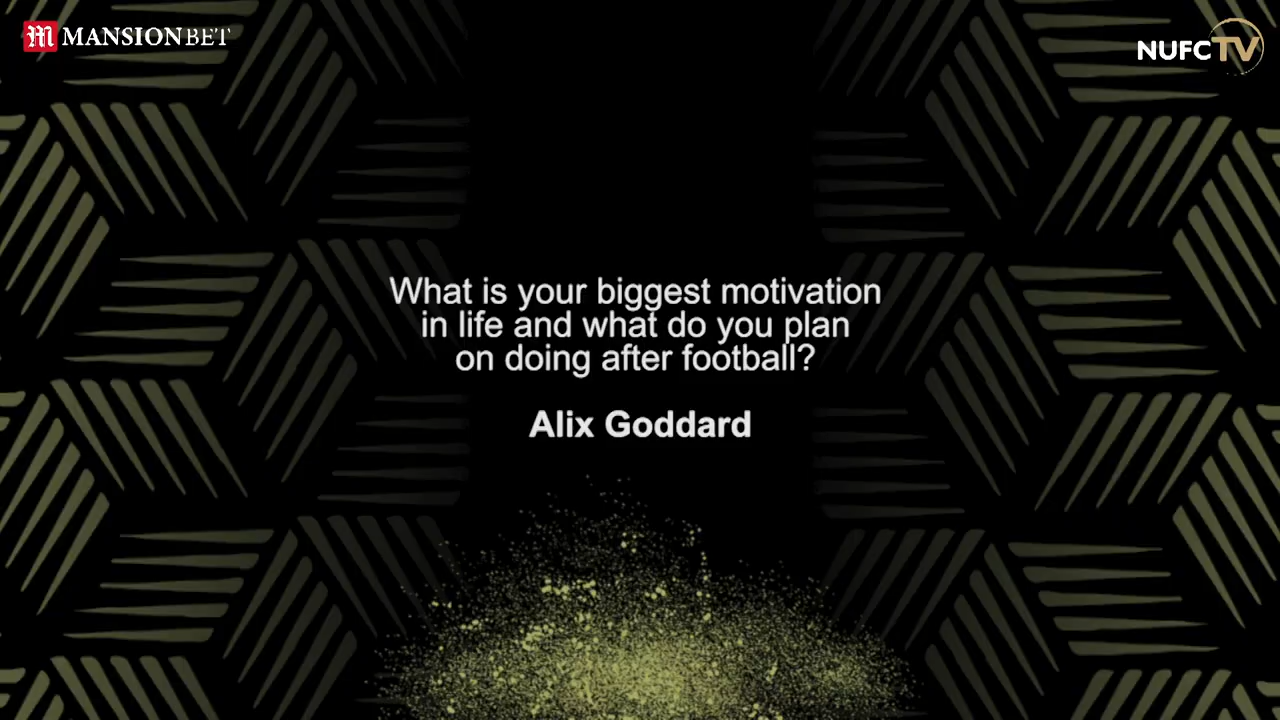 MANSIONBET
NUFCTV
What is your biggest motivation
in life and what do you plan
on doing after football?
Alix Goddard